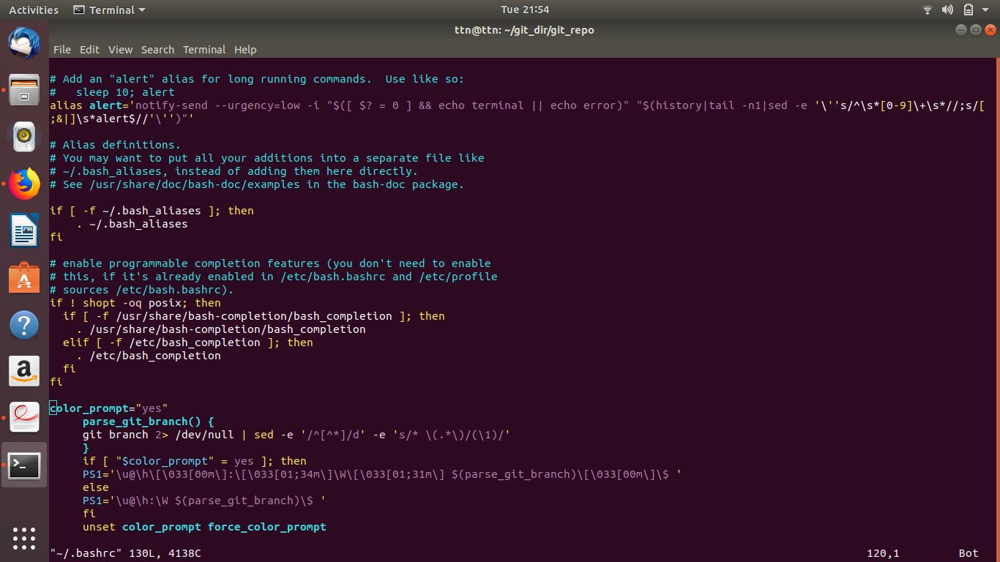 Activities Terminal Tue 21:54
ttn@ttn: ~/git_dir/git_repo
File Edit View Search Terminal Help
# Add an "alert" alias for long running commands.  Use like so:
#   sleep 10; alert
alias alert='notify-send --urgency=low -i "$([ $? = 0 ] && echo terminal || echo error)" "$(history|tail -n1|sed -e '\''s/^\s*[0-9]\+\s*//;s/[
;&|]\s*alert$//'\'')"'
# Alias definitions.
# You may want to put all your additions into a separate file like
# ~/.bash_aliases, instead of adding them here directly.
# See /usr/share/doc/bash-doc/examples in the bash-doc package.
if [ -f ~/.bash_aliases ]; then
    . ~/.bash_aliases
fi
# enable programmable completion features (you don't need to enable
# this, if it's already enabled in /etc/bash.bashrc and /etc/profile
# sources /etc/bash.bashrc).
if ! shopt -oq posix; then
  if [ -f /usr/share/bash-completion/bash_completion ]; then
    . /usr/share/bash-completion/bash_completion
  elif [ -f /etc/bash_completion ]; then
    . /etc/bash_completion
  fi
fi
color_prompt="yes"
     parse_git_branch() {
     git branch 2> /dev/null | sed -e '/^[^*]/d' -e 's/* \(.*\)/(\1)/'
     }
     if [ "$color_prompt" = yes ]; then
     PS1='\u@\h\[\033[00m\]:\[\033[01;34m\]\W\[\033[01;31m\] $(parse_git_branch)\[\033[00m\]\$ '
     else
     PS1='\u@\h:\W $(parse_git_branch)\$ '
     fi
     unset color_prompt force_color_prompt
"~/.bashrc" 130L, 4138C 120,1 Bot